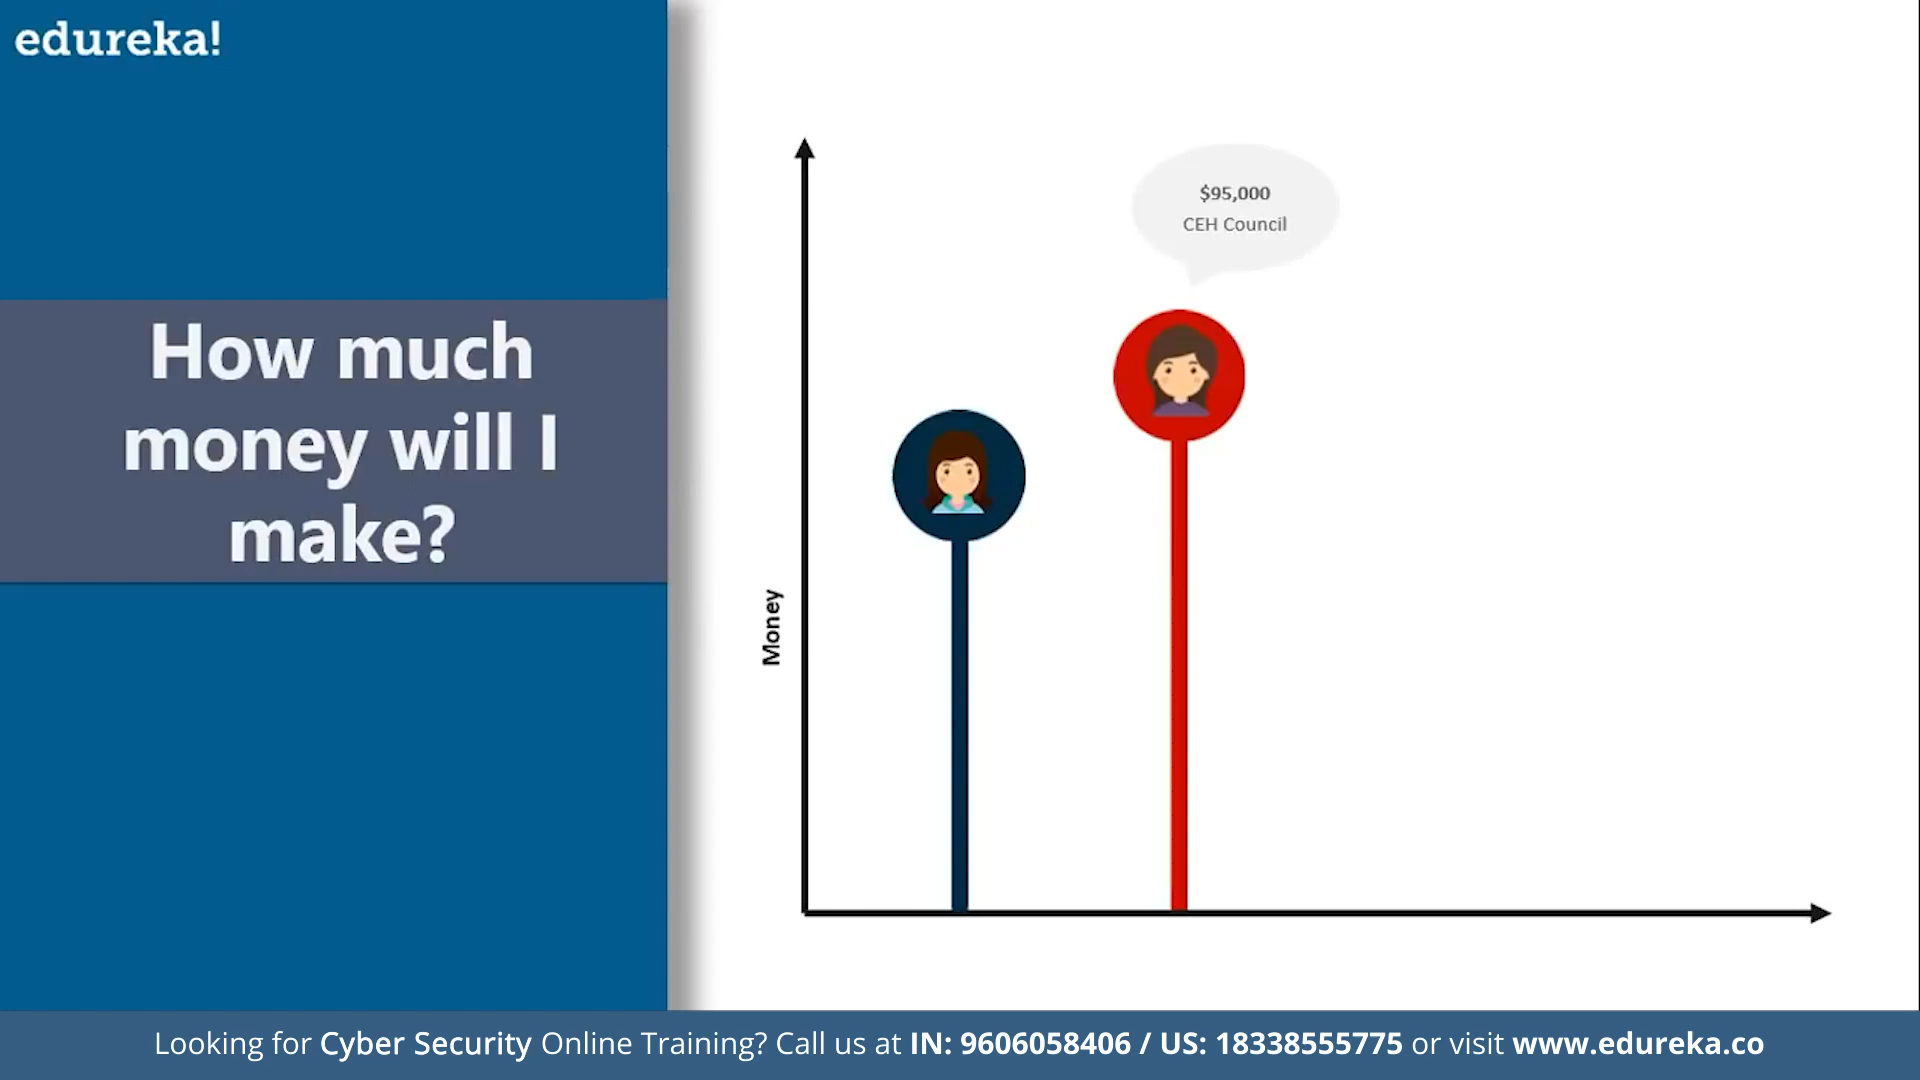 edureka!
How much
money will I
make?
$95,000
CEH Council
Money
Looking for Cyber Security Online Training? Call us at IN: 9606058406 / US: 18338555775 or visit www.edureka.co